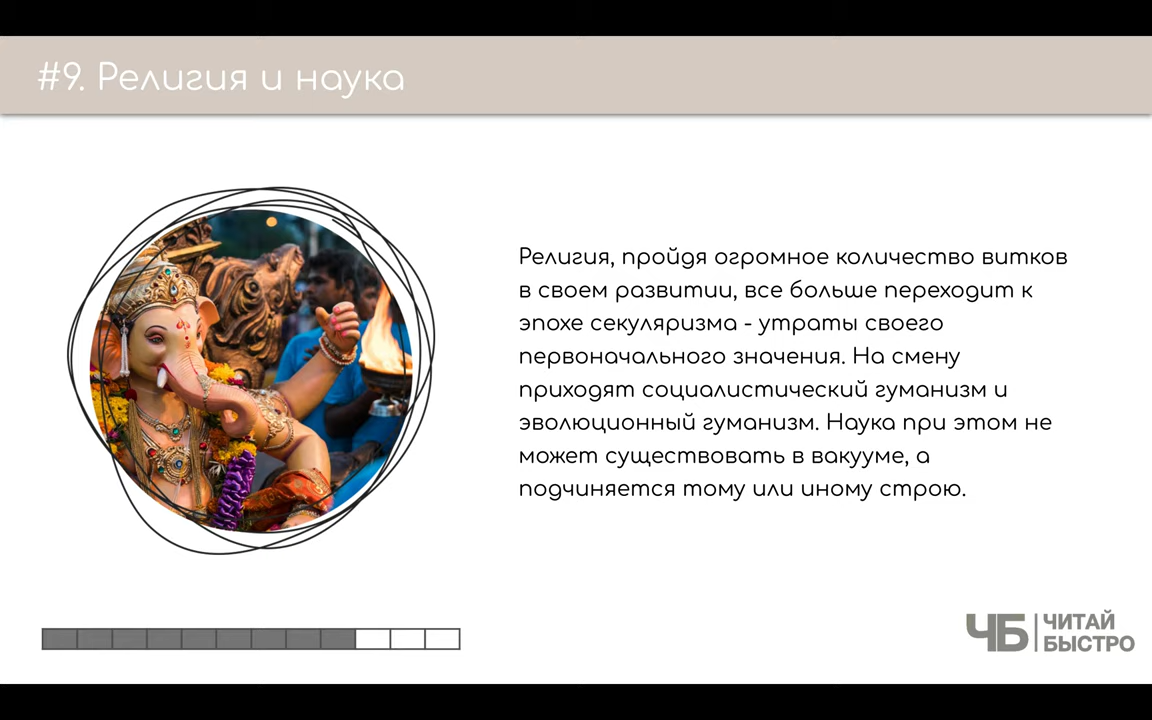 #9. Религия и наука
Религия, пройдя огромное количество витков
в своем развитии, все больше переходит к
эпохе секуляризма - утраты своего
первоначального значения. На смену
приходят социалистический гуманизм и
эволюционный гуманизм. Наука при этом не
может существовать в вакууме, а
подчиняется тому или иному строю.
ЧБ ЧИТАЙ
БЫСТРО